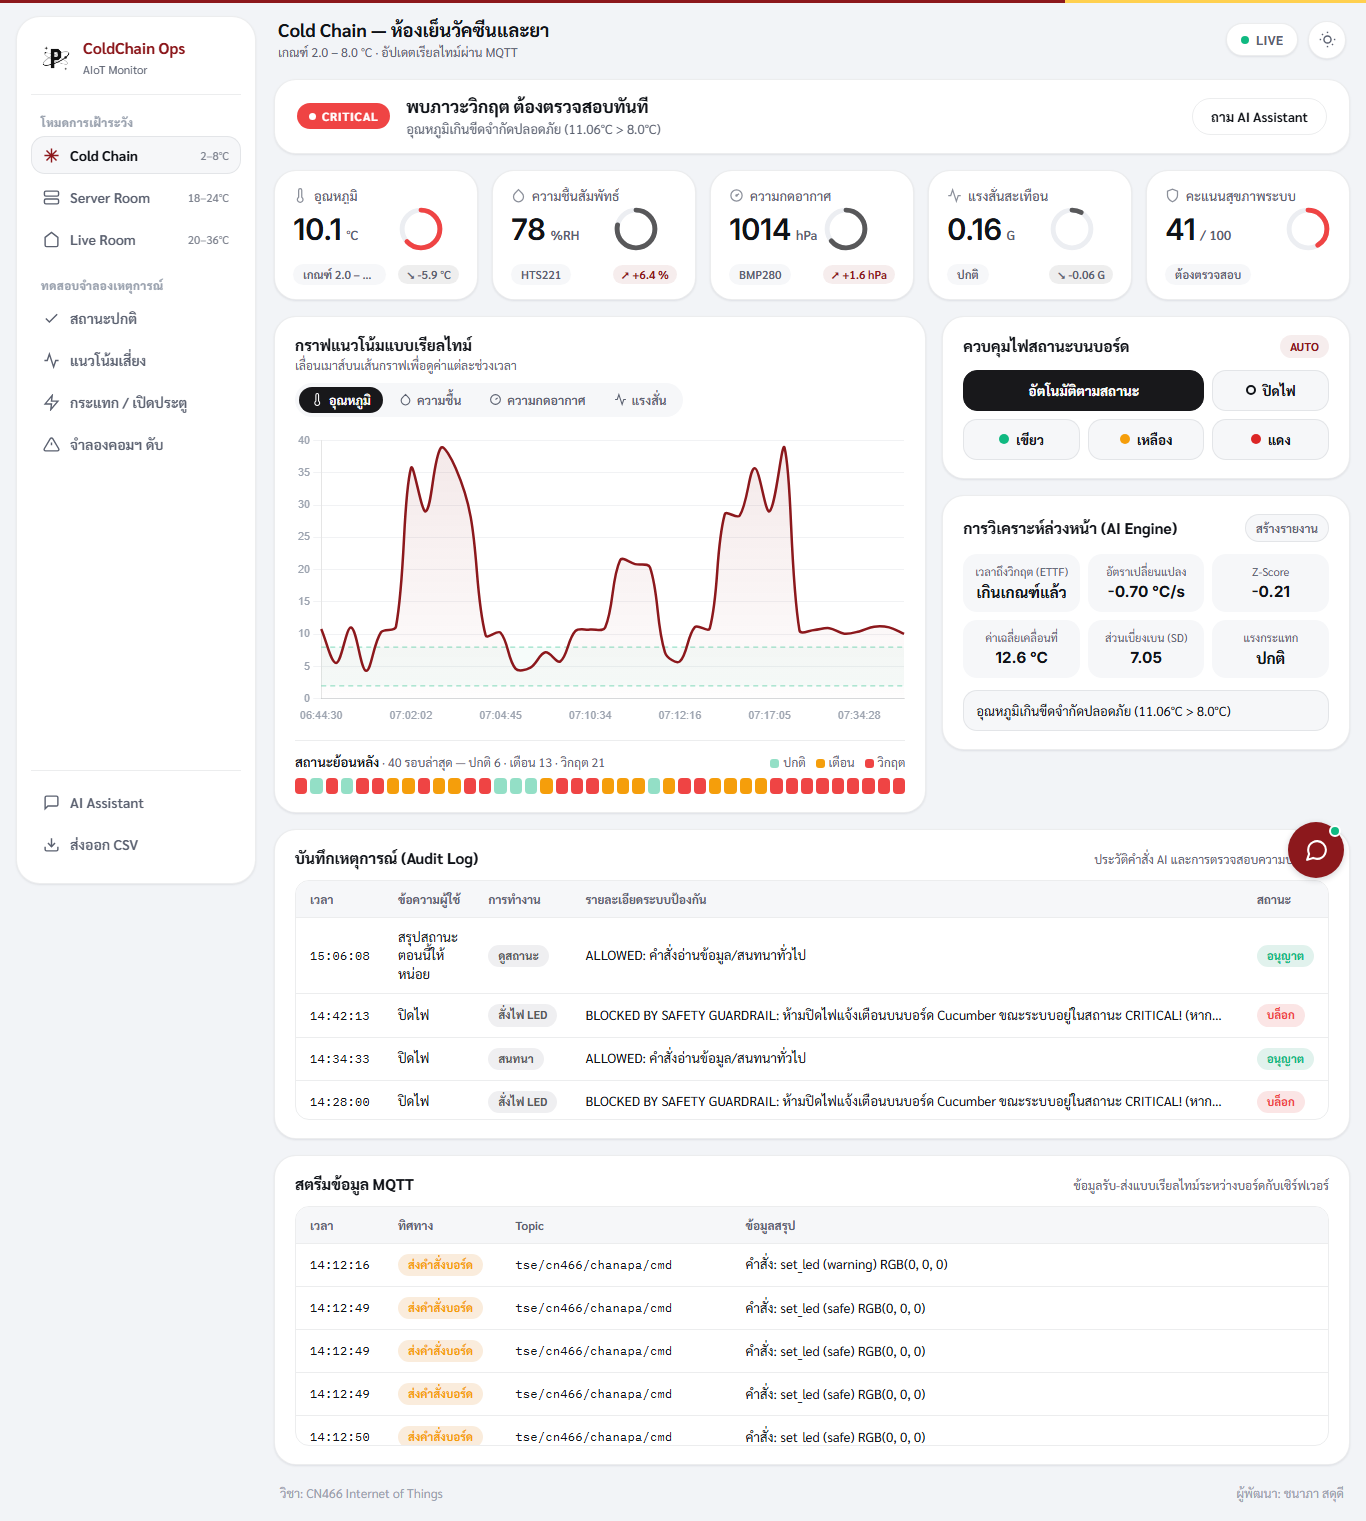 ColdChain Ops
AIoT Monitor
โหมดการเฝ้าระวัง
Cold Chain 2–8°C
Server Room 18–24°C
Live Room 20–36°C
ทดสอบจำลองเหตุการณ์
สถานะปกติ
แนวโน้มเสี่ยง
กระแทก / เปิดประตู
จำลองคอมฯ ดับ
AI Assistant
ส่งออก CSV
Cold Chain — ห้องเย็นวัคซีนและยา
เกณฑ์ 2.0 – 8.0 °C · อัปเดตเรียลไทม์ผ่าน MQTT
LIVE
CRITICAL
พบภาวะวิกฤต ต้องตรวจสอบทันที
อุณหภูมิเกินขีดจำกัดปลอดภัย (11.06°C > 8.0°C)
ถาม AI Assistant
อุณหภูมิ
10.1 °C
เกณฑ์ 2.0 – ... ↘ -5.9 °C
ความชื้นสัมพัทธ์
78 %RH
HTS221 ↗ +6.4 %
ความกดอากาศ
1014 hPa
BMP280 ↗ +1.6 hPa
แรงสั่นสะเทือน
0.16 G
ปกติ ↘ -0.06 G
คะแนนสุขภาพระบบ
41 / 100
ต้องตรวจสอบ
กราฟแนวโน้มแบบเรียลไทม์
เลื่อนเมาส์บนเส้นกราฟเพื่อดูค่าแต่ละช่วงเวลา
อุณหภูมิ ความชื้น ความกดอากาศ แรงสั่น
40
35
30
25
20
15
10
5
0
06:44:30 07:02:02 07:04:45 07:10:34 07:12:16 07:17:05 07:34:28
สถานะย้อนหลัง · 40 รอบล่าสุด — ปกติ 6 · เตือน 13 · วิกฤต 21
ปกติ เตือน วิกฤต
ควบคุมไฟสถานะบนบอร์ด AUTO
อัตโนมัติตามสถานะ ปิดไฟ
เขียว เหลือง แดง
การวิเคราะห์ล่วงหน้า (AI Engine) สร้างรายงาน
เวลาถึงวิกฤต (ETTF) อัตราเปลี่ยนแปลง Z-Score
เกินเกณฑ์แล้ว -0.70 °C/s -0.21
ค่าเฉลี่ยเคลื่อนที่ ส่วนเบี่ยงเบน (SD) แรงกระแทก
12.6 °C 7.05 ปกติ
อุณหภูมิเกินขีดจำกัดปลอดภัย (11.06°C > 8.0°C)
บันทึกเหตุการณ์ (Audit Log) ประวัติคำสั่ง AI และการตรวจสอบ
เวลา ข้อความผู้ใช้ การทำงาน รายละเอียดระบบป้องกัน สถานะ
15:06:08 สรุปสถานะ
ตอนนี้ให้
หน่อย ดูสถานะ ALLOWED: คำสั่งอ่านข้อมูล/สนทนาทั่วไป อนุญาต
14:42:13 ปิดไฟ สั่งไฟ LED BLOCKED BY SAFETY GUARDRAIL: ห้ามปิดไฟแจ้งเตือนบนบอร์ด Cucumber ขณะระบบอยู่ในสถานะ CRITICAL! (หาก... บล็อก
14:34:33 ปิดไฟ สนทนา ALLOWED: คำสั่งอ่านข้อมูล/สนทนาทั่วไป อนุญาต
14:28:00 ปิดไฟ สั่งไฟ LED BLOCKED BY SAFETY GUARDRAIL: ห้ามปิดไฟแจ้งเตือนบนบอร์ด Cucumber ขณะระบบอยู่ในสถานะ CRITICAL! (หาก... บล็อก
สตรีมข้อมูล MQTT ข้อมูลรับ-ส่งแบบเรียลไทม์ระหว่างบอร์ดกับเซิร์ฟเวอร์
เวลา ทิศทาง Topic ข้อมูลสรุป
14:12:16 ส่งคำสั่งบอร์ด tse/cn466/chanapa/cmd คำสั่ง: set_led (warning) RGB(0, 0, 0)
14:12:49 ส่งคำสั่งบอร์ด tse/cn466/chanapa/cmd คำสั่ง: set_led (safe) RGB(0, 0, 0)
14:12:49 ส่งคำสั่งบอร์ด tse/cn466/chanapa/cmd คำสั่ง: set_led (safe) RGB(0, 0, 0)
14:12:49 ส่งคำสั่งบอร์ด tse/cn466/chanapa/cmd คำสั่ง: set_led (safe) RGB(0, 0, 0)
14:12:50 ส่งคำสั่งบอร์ด tse/cn466/chanapa/cmd คำสั่ง: set_led (safe) RGB(0, 0, 0)
วิชา: CN466 Internet of Things ผู้พัฒนา: ชนาภา สดุดี